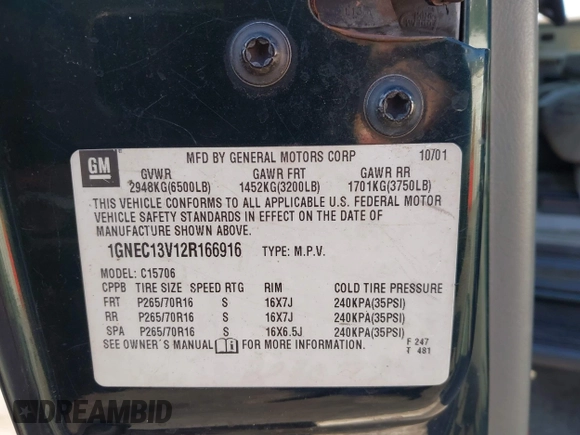 GM
MFD BY GENERAL MOTORS CORP 10/01
GVWR GAWR FRT GAWR RR
2948KG(6500LB) 1452KG(3200LB) 1701KG(3750LB)
THIS VEHICLE CONFORMS TO ALL APPLICABLE U.S. FEDERAL MOTOR
VEHICLE SAFETY STANDARDS IN EFFECT ON THE DATE OF
MANUFACTURE SHOWN ABOVE.
1GNEC13V12R166916 TYPE: M.P.V.
MODEL: C15706
CPPB TIRE SIZE SPEED RTG RIM COLD TIRE PRESSURE
FRT P265/70R16 S 16X7J 240KPA(35PSI)
RR P265/70R16 S 16X7J 240KPA(35PSI)
SPA P265/70R16 S 16X6.5J 240KPA(35PSI)
SEE OWNER'S MANUAL FOR MORE INFORMATION.
F 247
T 481
DREAMBID